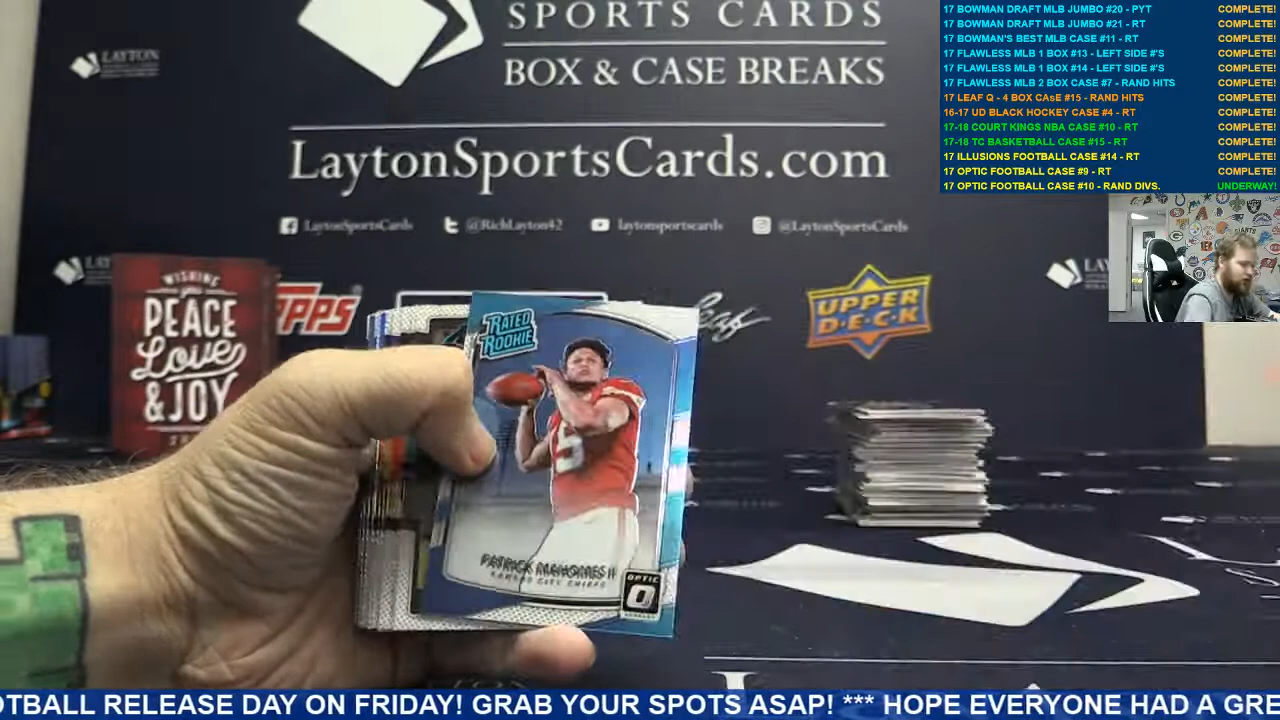 SPORTS CARDS
BOX & CASE BREAKS
LaytonSportsCards.com
LaytonSportsCards
@RichLayton42
laytonsportscards
@LaytonSportsCards
LAYTON
17 BOWMAN DRAFT MLB JUMBO #20 - PYT COMPLETE!
17 BOWMAN DRAFT MLB JUMBO #21 - RT COMPLETE!
17 BOWMAN'S BEST MLB CASE #11 - RT COMPLETE!
17 FLAWLESS MLB 1 BOX #13 - LEFT SIDE #'S COMPLETE!
17 FLAWLESS MLB 1 BOX #14 - LEFT SIDE #'S COMPLETE!
17 FLAWLESS MLB 2 BOX CASE #7 - RAND HITS COMPLETE!
17 LEAF Q - 4 BOX CAsE #15 - RAND HITS COMPLETE!
16-17 UD BLACK HOCKEY CASE #4 - RT COMPLETE!
17-18 COURT KINGS NBA CASE #10 - RT COMPLETE!
17-18 TC BASKETBALL CASE #15 - RT COMPLETE!
17 ILLUSIONS FOOTBALL CASE #14 - RT COMPLETE!
17 OPTIC FOOTBALL CASE #9 - RT COMPLETE!
17 OPTIC FOOTBALL CASE #10 - RAND DIVS. UNDERWAY!
LAY
WISHING
PEACE
Love
& JOY
TOPPS
Leaf
UPPER
DECK
RATED
ROOKIE
5
PATRICK MAHOMES II
KANSAS CITY CHIEFS
OPTIC
OTBALL RELEASE DAY ON FRIDAY! GRAB YOUR SPOTS ASAP! *** HOPE EVERYONE HAD A GRE